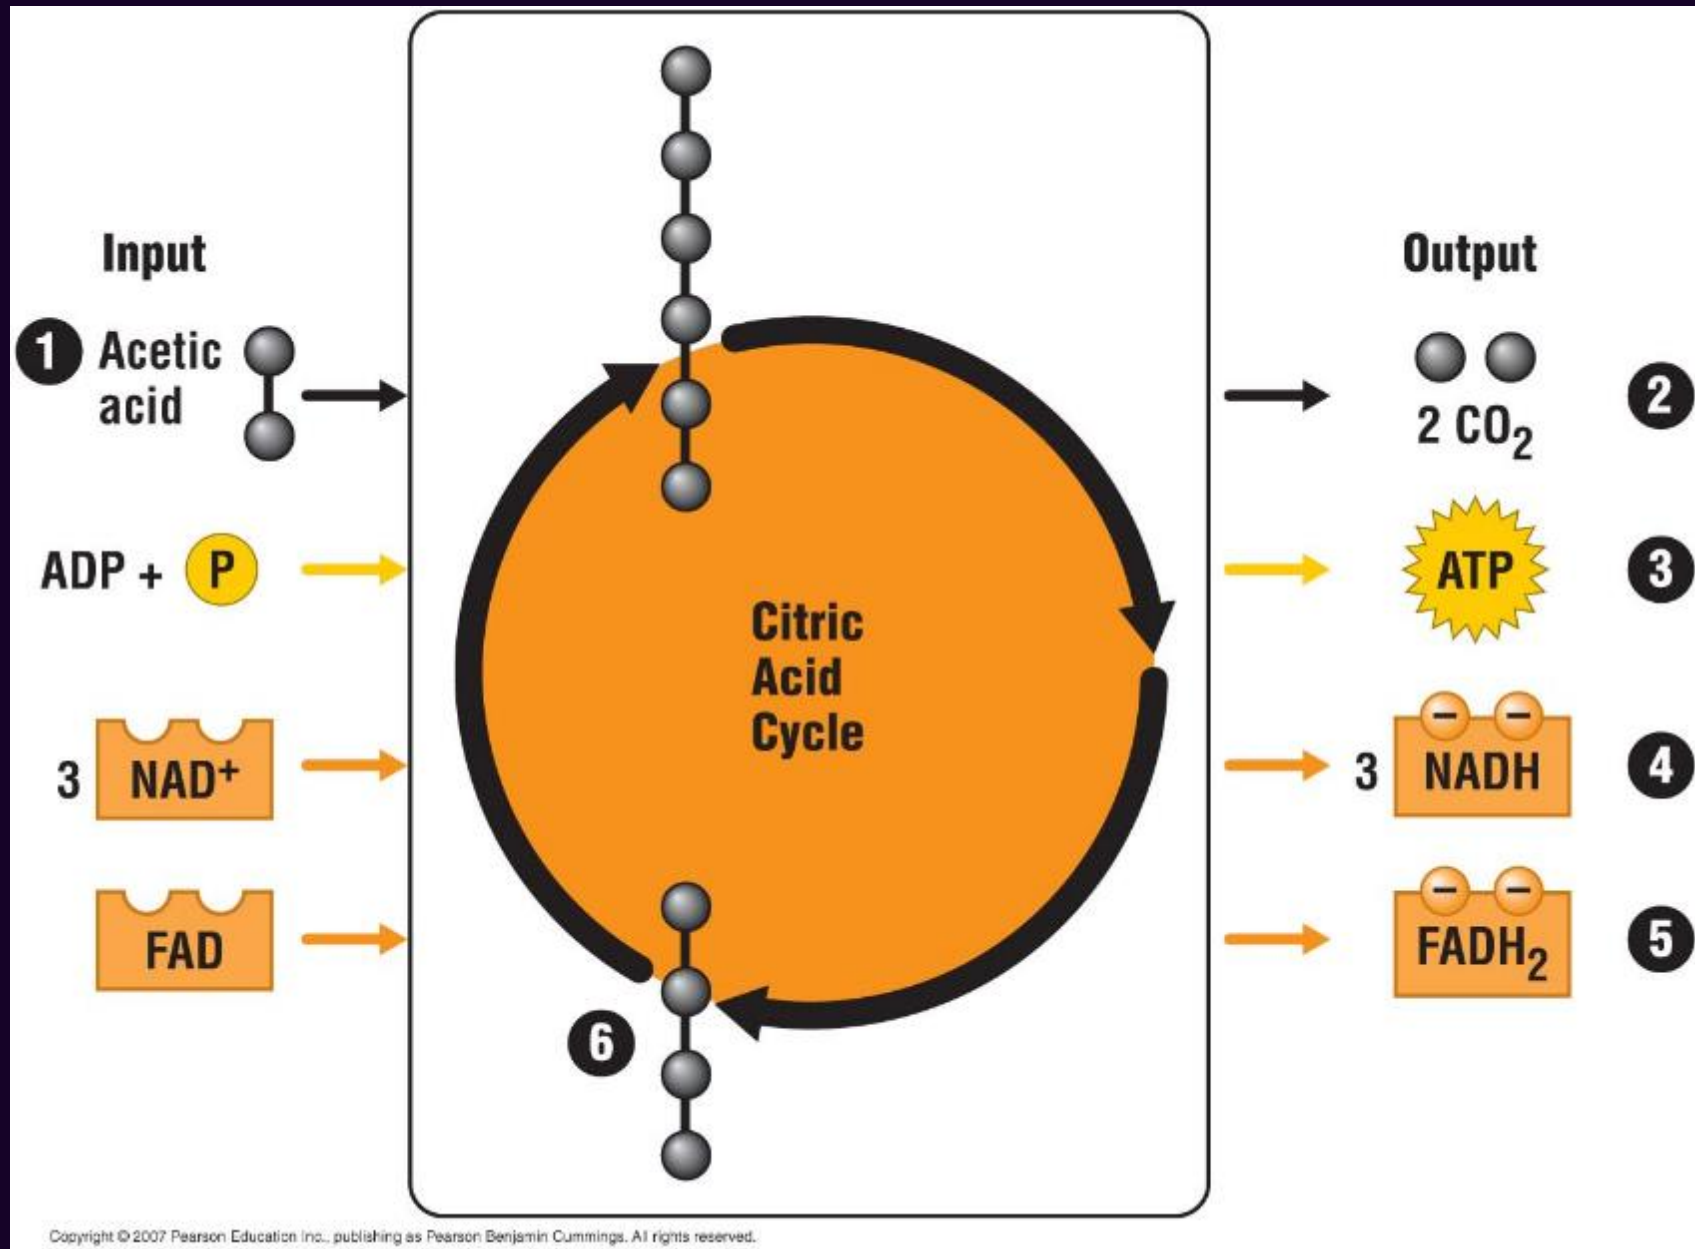 Input
Output
1 Acetic
acid
2 CO₂
2
ADP + P
ATP
3
Citric
Acid
Cycle
3 NAD⁺
3 NADH
4
FAD
FADH₂
5
6
Copyright © 2007 Pearson Education Inc., publishing as Pearson Benjamin Cummings. All rights reserved.